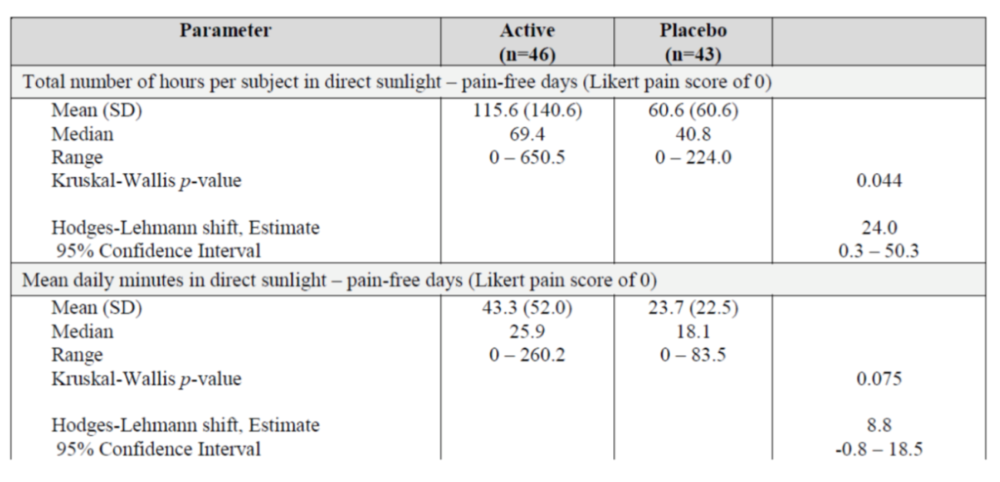 Parameter Active Placebo
(n=46) (n=43)
Total number of hours per subject in direct sunlight – pain-free days (Likert pain score of 0)
Mean (SD) 115.6 (140.6) 60.6 (60.6)
Median 69.4 40.8
Range 0 – 650.5 0 – 224.0
Kruskal-Wallis p-value 0.044
Hodges-Lehmann shift, Estimate 24.0
95% Confidence Interval 0.3 – 50.3
Mean daily minutes in direct sunlight – pain-free days (Likert pain score of 0)
Mean (SD) 43.3 (52.0) 23.7 (22.5)
Median 25.9 18.1
Range 0 – 260.2 0 – 83.5
Kruskal-Wallis p-value 0.075
Hodges-Lehmann shift, Estimate 8.8
95% Confidence Interval -0.8 – 18.5